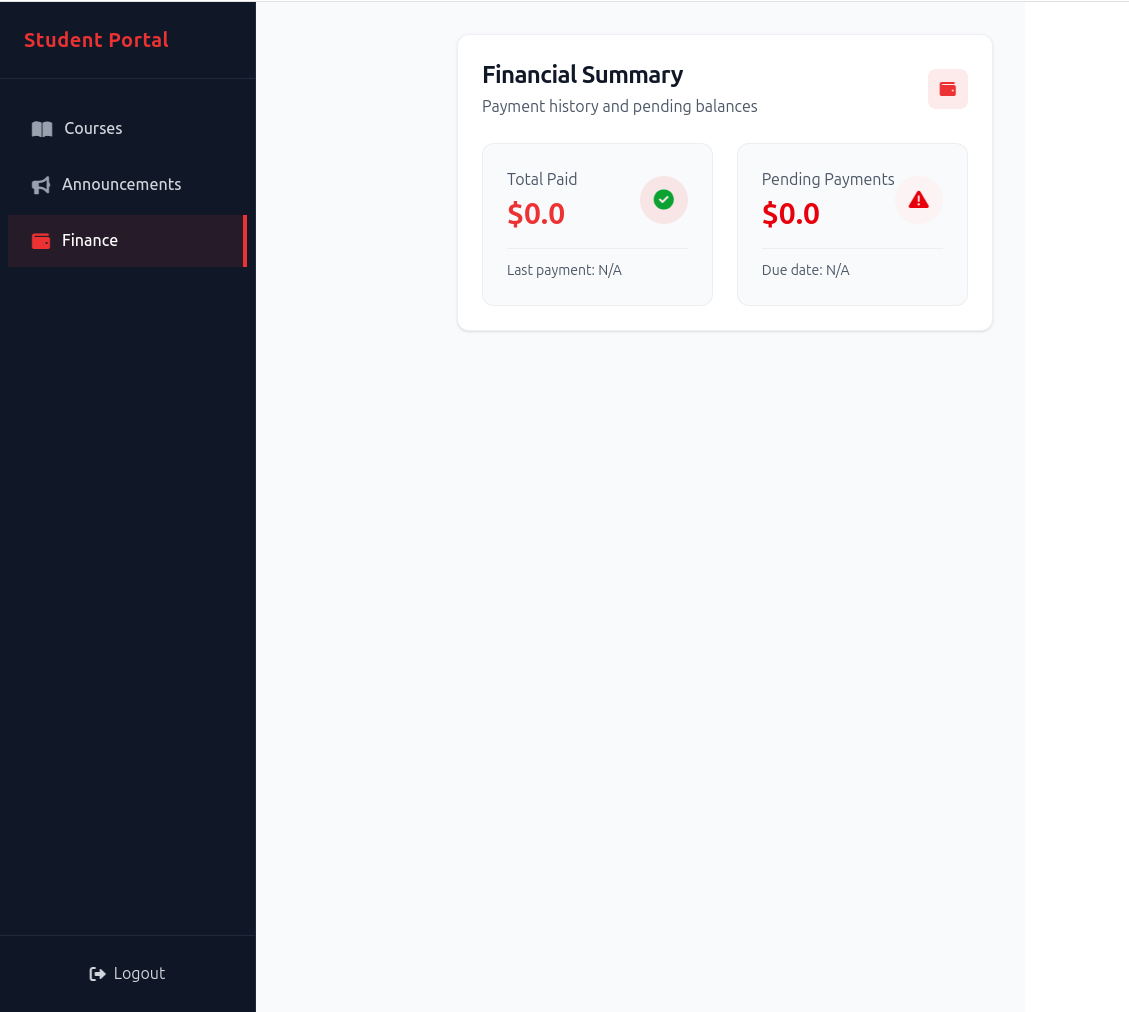 Student Portal
Courses
Announcements
Finance
Logout
Financial Summary
Payment history and pending balances
Total Paid
$0.0
Last payment: N/A
Pending Payments
$0.0
Due date: N/A